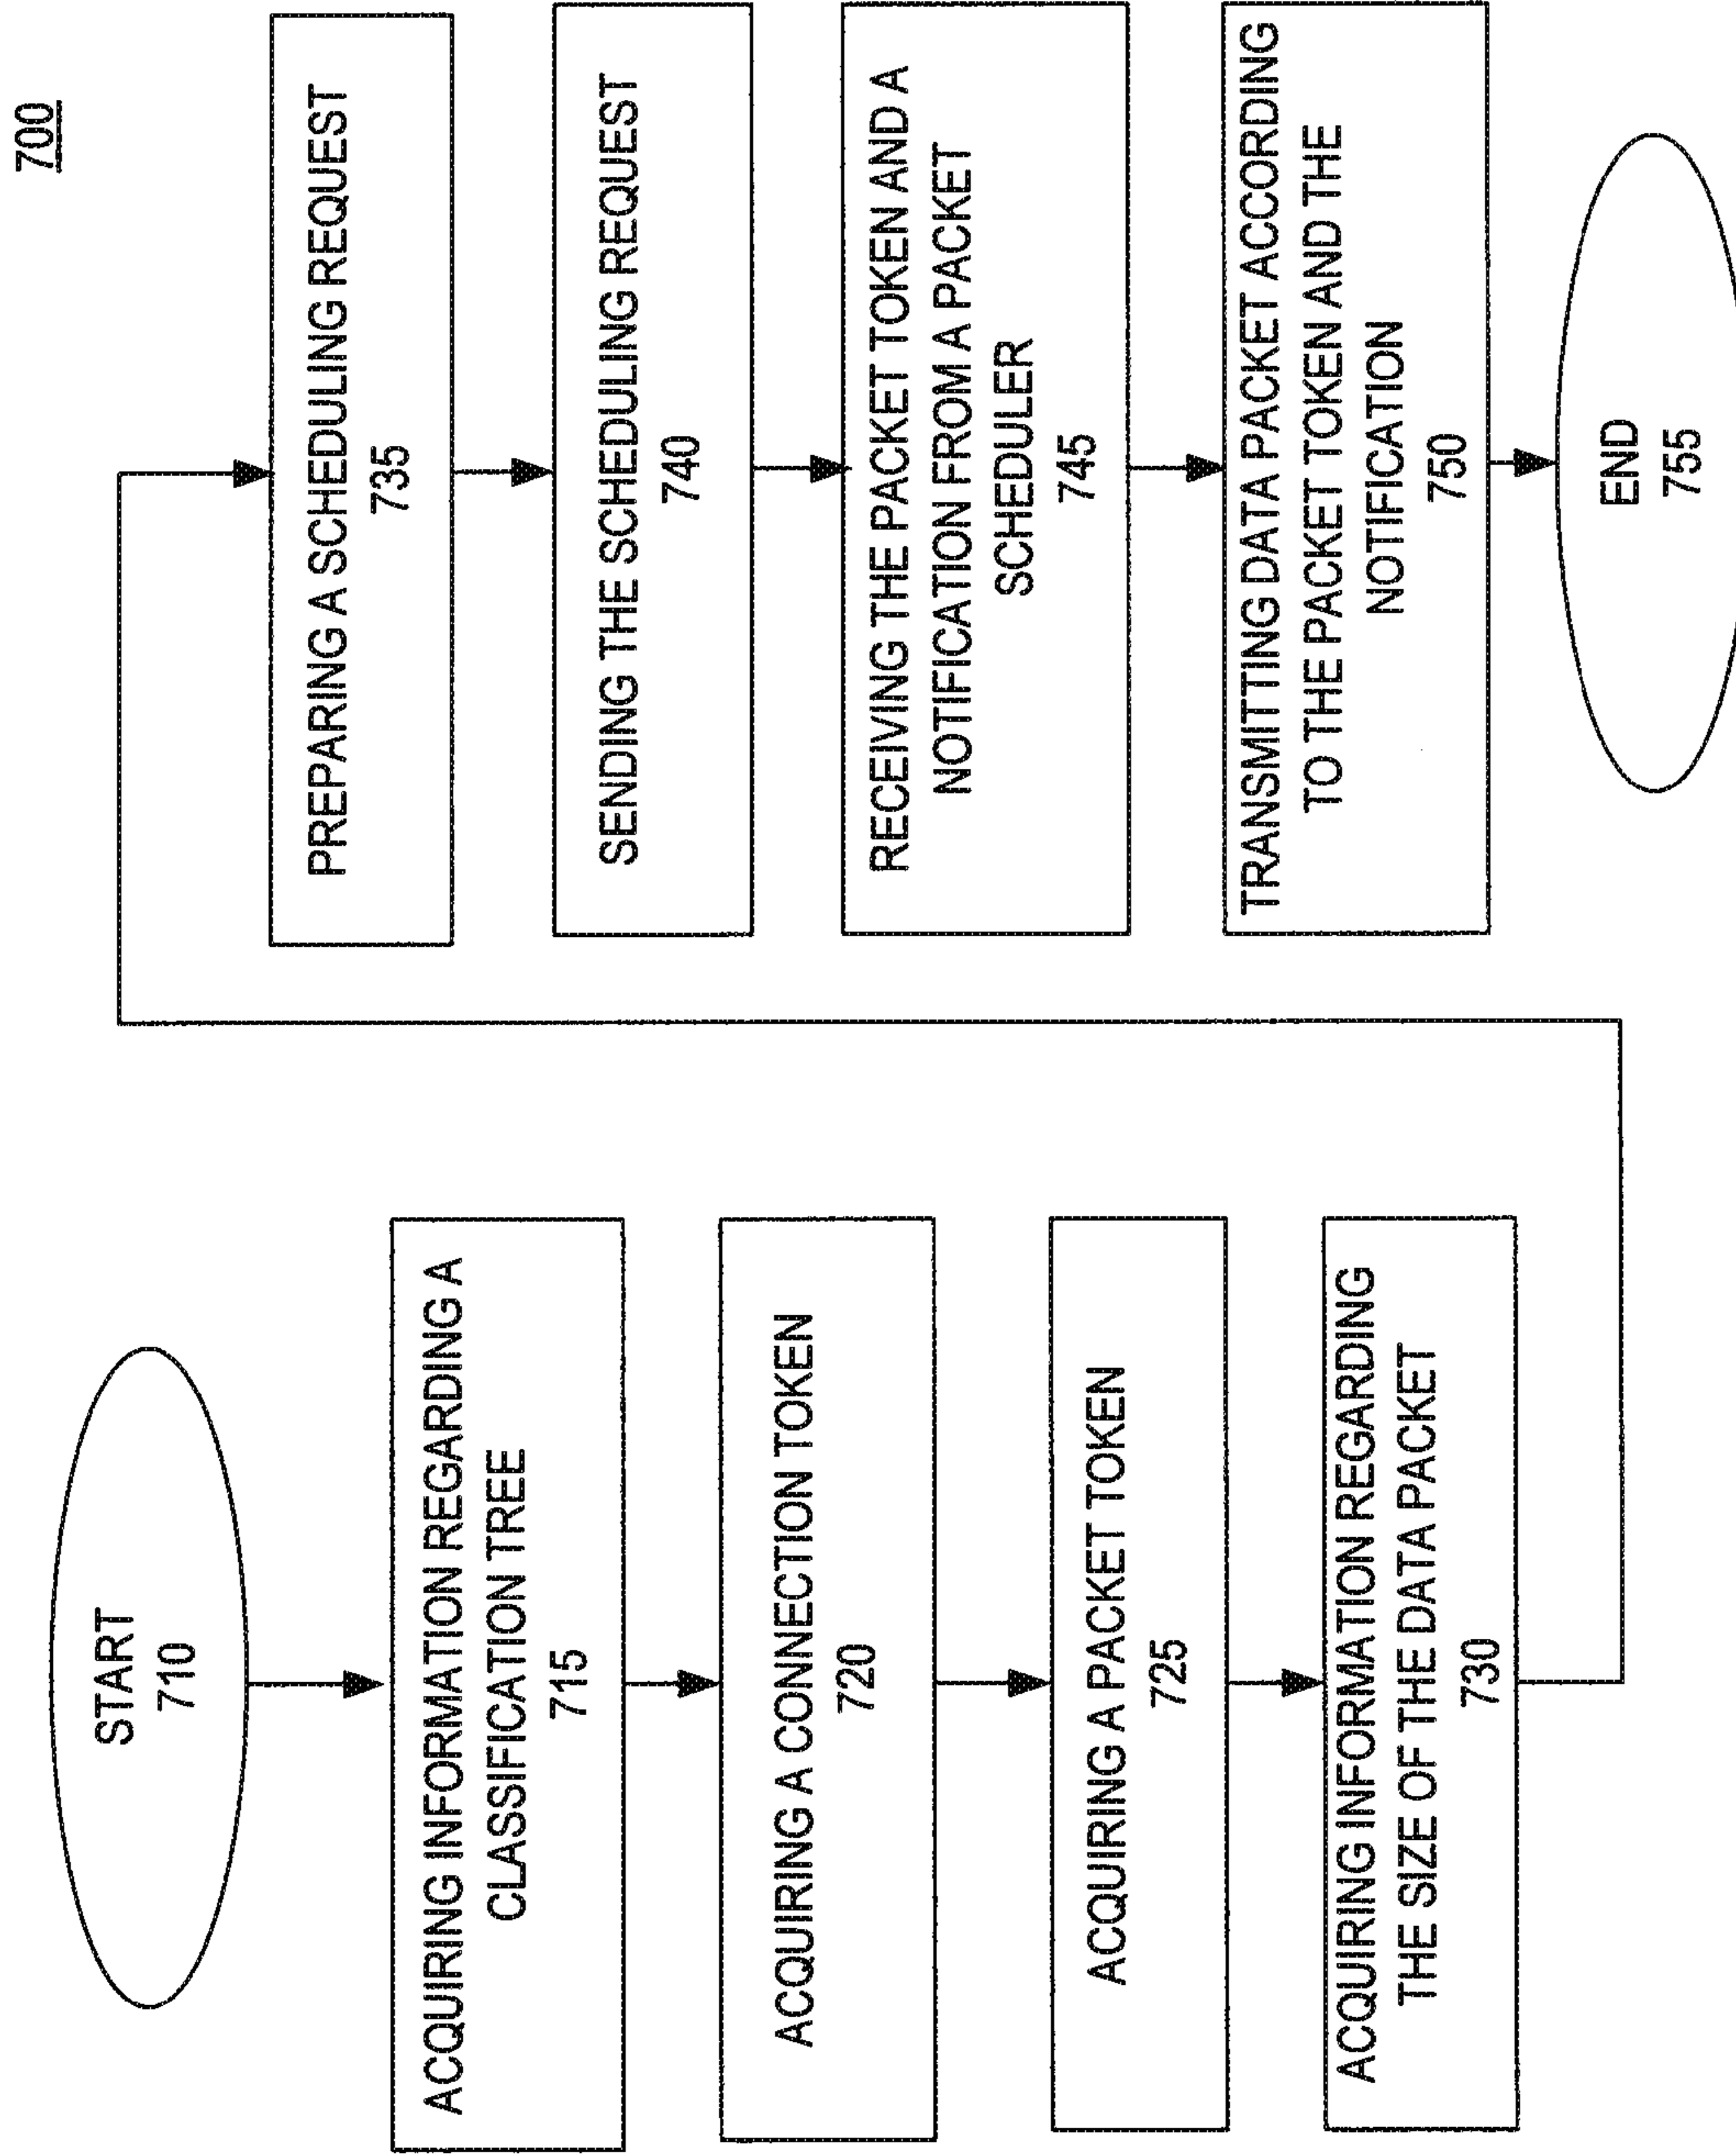 700
START
710
ACQUIRING INFORMATION REGARDING A
CLASSIFICATION TREE
715
ACQUIRING A CONNECTION TOKEN
720
ACQUIRING A PACKET TOKEN
725
ACQUIRING INFORMATION REGARDING
THE SIZE OF THE DATA PACKET
730
PREPARING A SCHEDULING REQUEST
735
SENDING THE SCHEDULING REQUEST
740
RECEIVING THE PACKET TOKEN AND A
NOTIFICATION FROM A PACKET
SCHEDULER
745
TRANSMITTING DATA PACKET ACCORDING
TO THE PACKET TOKEN AND THE
NOTIFICATION
750
END
755